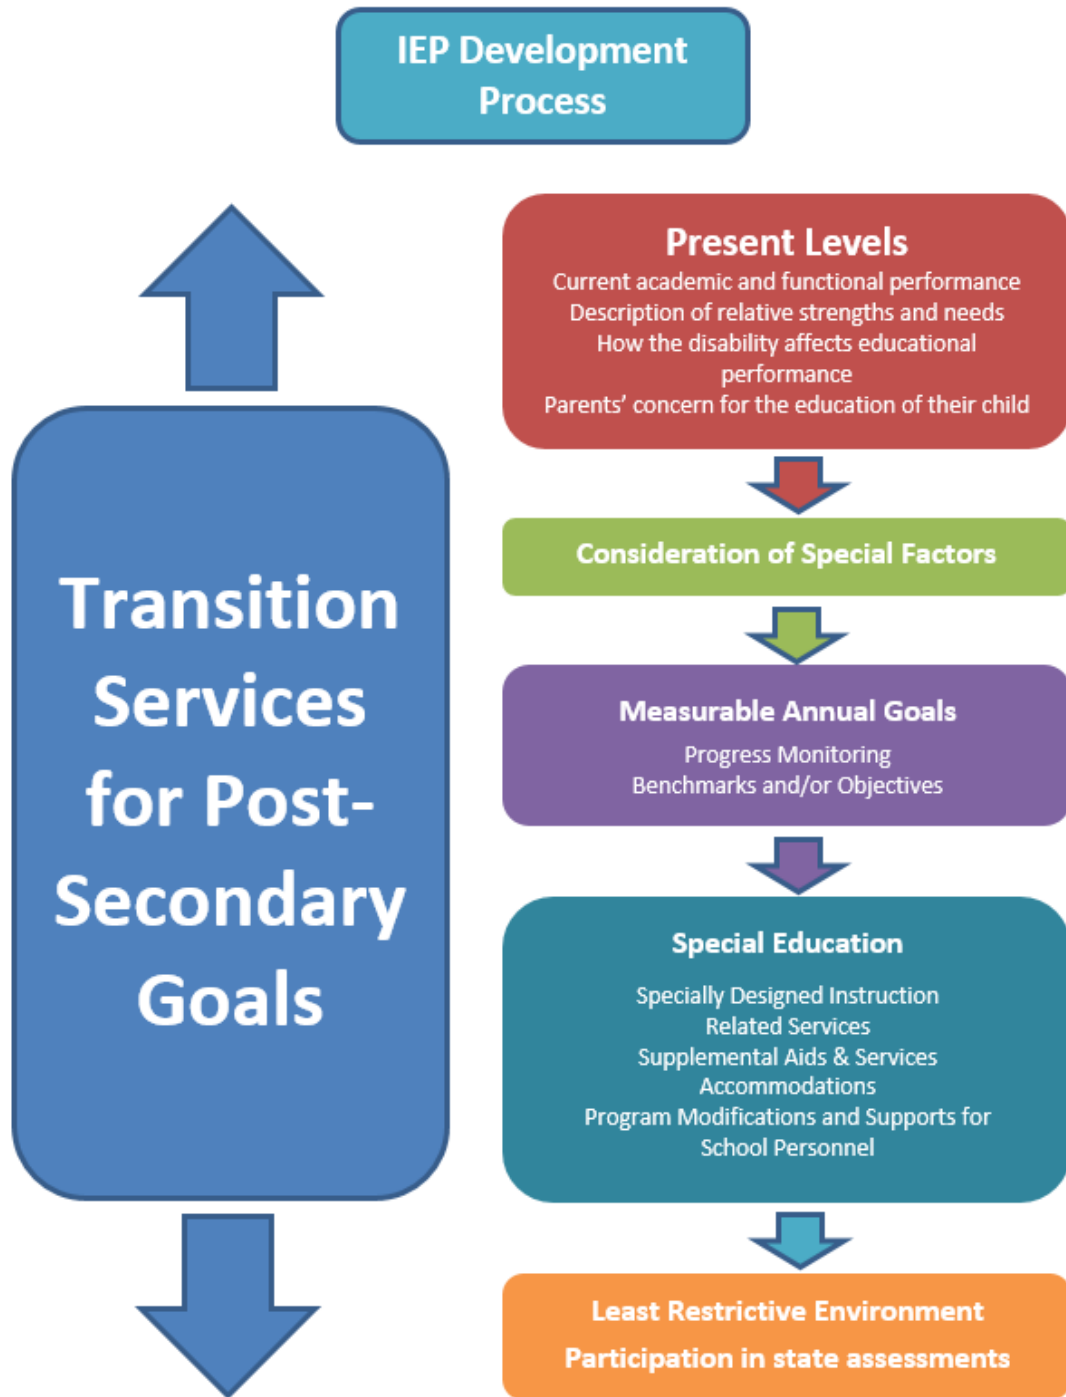 IEP Development
Process
Transition
Services
for Post-
Secondary
Goals
Present Levels
Current academic and functional performance
Description of relative strengths and needs
How the disability affects educational
performance
Parents’ concern for the education of their child
Consideration of Special Factors
Measurable Annual Goals
Progress Monitoring
Benchmarks and/or Objectives
Special Education
Specially Designed Instruction
Related Services
Supplemental Aids & Services
Accommodations
Program Modifications and Supports for
School Personnel
Least Restrictive Environment
Participation in state assessments